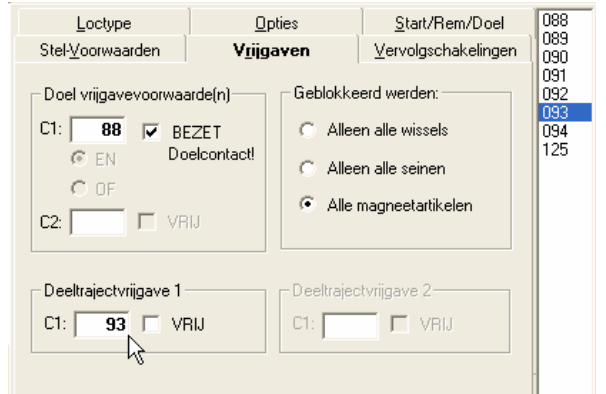 Loctype Opties Start/Rem/Doel
Stel-Voorwaarden Vrijgaven Vervolgschakelingen
Doel vrijgavevoorwaarde(n)
C1: 88 BEZET
Doelcontact!
EN
OF
C2: VRIJ
Geblokkeerd werden:
Alleen alle wissels
Alleen alle seinen
Alle magneetartikelen
Deeltrajectvrijgave 1
C1: 93 VRIJ
Deeltrajectvrijgave 2
C1: VRIJ
088
089
090
091
092
093
094
125